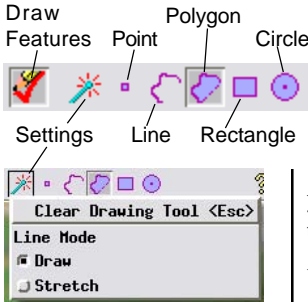 Draw Features
Point
Polygon
Circle
Settings
Line
Rectangle
Clear Drawing Tool <Esc>
Line Mode
Draw
Stretch